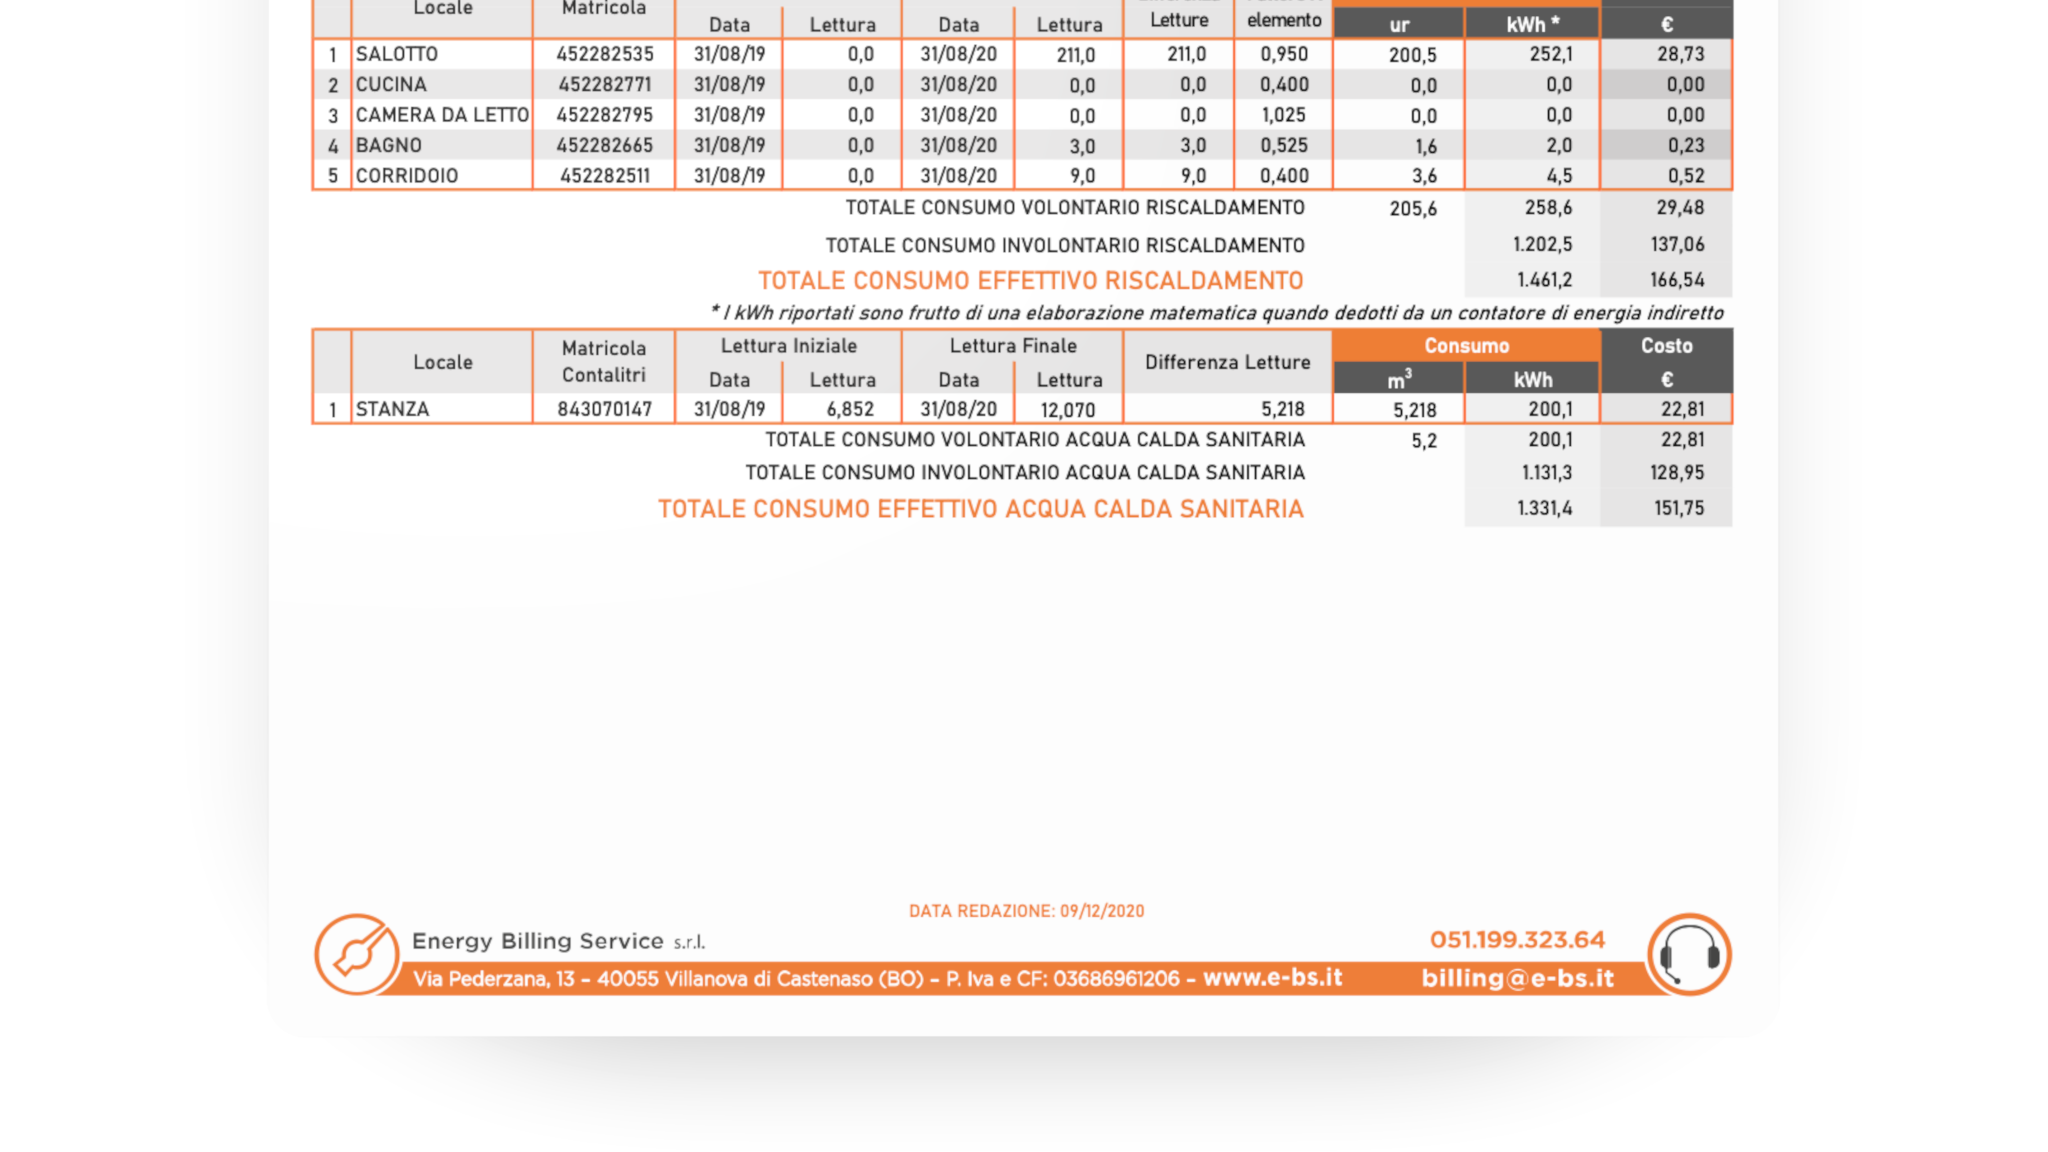 Locale Matricola
Data Lettura Data Lettura Letture elemento ur kWh * €
1 SALOTTO 452282535 31/08/19 0,0 31/08/20 211,0 211,0 0,950 200,5 252,1 28,73
2 CUCINA 452282771 31/08/19 0,0 31/08/20 0,0 0,0 0,400 0,0 0,0 0,00
3 CAMERA DA LETTO 452282795 31/08/19 0,0 31/08/20 0,0 0,0 1,025 0,0 0,0 0,00
4 BAGNO 452282665 31/08/19 0,0 31/08/20 3,0 3,0 0,525 1,6 2,0 0,23
5 CORRIDOIO 452282511 31/08/19 0,0 31/08/20 9,0 9,0 0,400 3,6 4,5 0,52
TOTALE CONSUMO VOLONTARIO RISCALDAMENTO 205,6 258,6 29,48
TOTALE CONSUMO INVOLONTARIO RISCALDAMENTO 1.202,5 137,06
TOTALE CONSUMO EFFETTIVO RISCALDAMENTO 1.461,2 166,54
* I kWh riportati sono frutto di una elaborazione matematica quando dedotti da un contatore di energia indiretto
Locale Matricola Contalitri Lettura Iniziale Lettura Finale Differenza Letture Consumo Costo
Data Lettura Data Lettura m³ kWh €
1 STANZA 843070147 31/08/19 6,852 31/08/20 12,070 5,218 5,218 200,1 22,81
TOTALE CONSUMO VOLONTARIO ACQUA CALDA SANITARIA 5,2 200,1 22,81
TOTALE CONSUMO INVOLONTARIO ACQUA CALDA SANITARIA 1.131,3 128,95
TOTALE CONSUMO EFFETTIVO ACQUA CALDA SANITARIA 1.331,4 151,75
DATA REDAZIONE: 09/12/2020
Energy Billing Service s.r.l. 051.199.323.64
Via Pederzana, 13 – 40055 Villanova di Castenaso (BO) – P. Iva e CF: 03686961206 – www.e-bs.it billing@e-bs.it